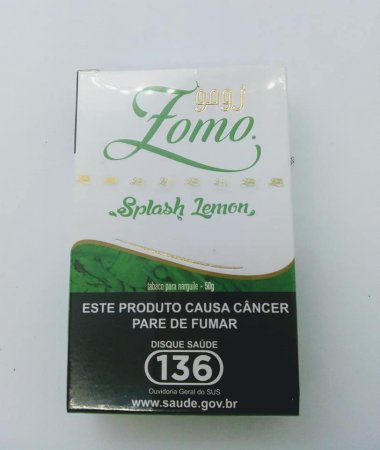 زومو
Zomo.
Splash Lemon
tabaco para narguile - 50g
ESTE PRODUTO CAUSA CÂNCER
PARE DE FUMAR
DISQUE SAÚDE
136
Ouvidoria Geral do SUS
www.saude.gov.br